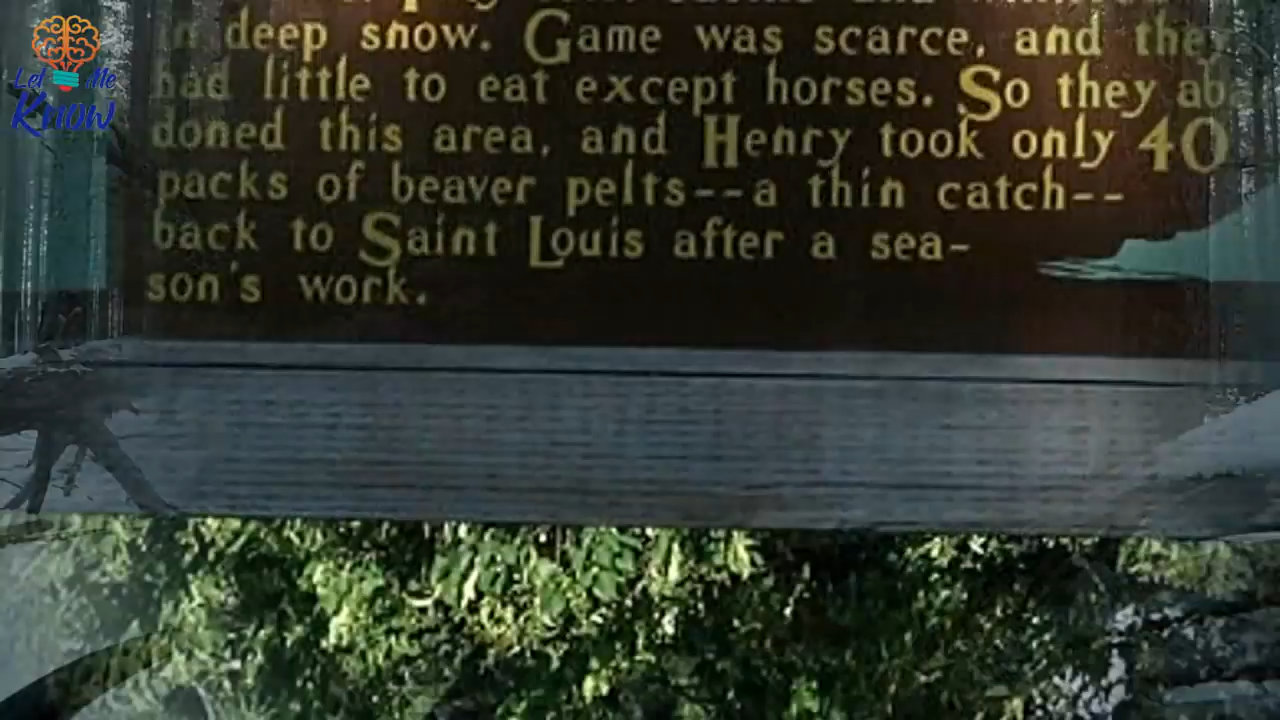 Let Me
Know
in deep snow. Game was scarce, and they
had little to eat except horses. So they aba
doned this area, and Henry took only 40
packs of beaver pelts--a thin catch--
back to Saint Louis after a sea-
son's work.